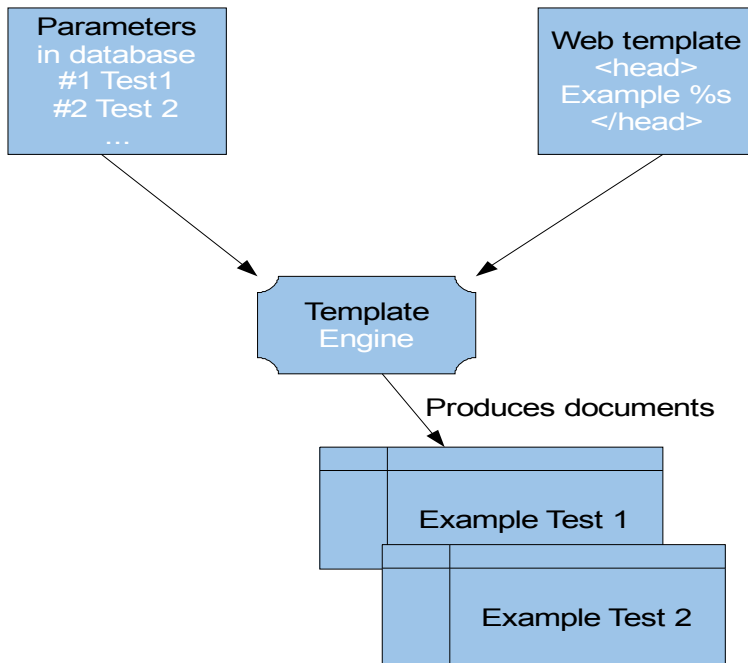 Parameters
in database
#1 Test1
#2 Test 2
...
Web template
<head>
Example %s
</head>
Template
Engine
Produces documents
Example Test 1
Example Test 2